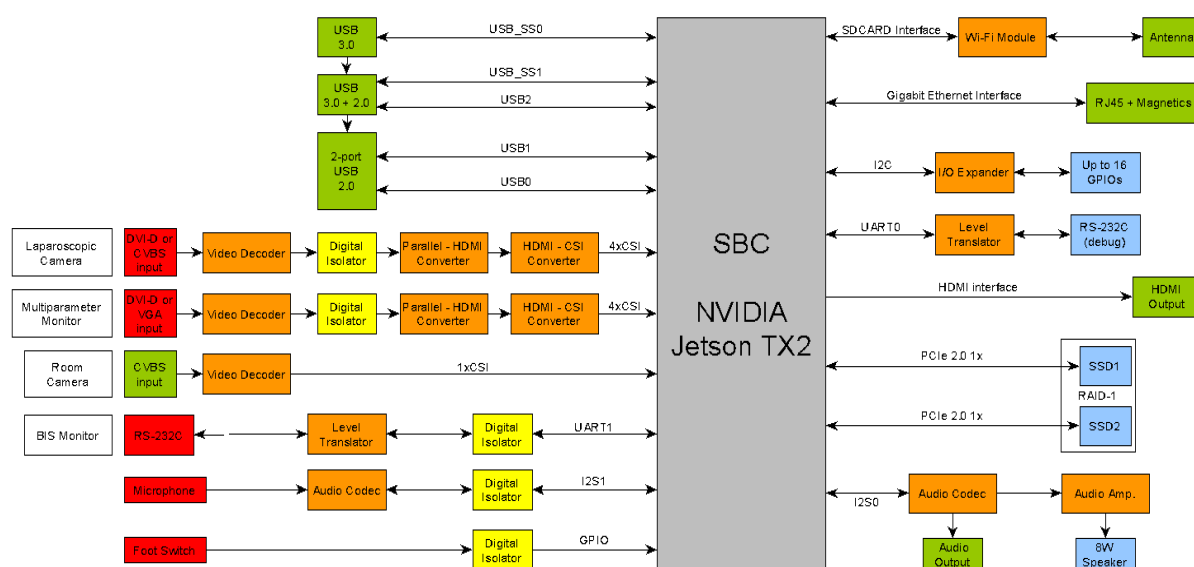 USB
3.0
USB_SS0
SDCARD Interface
Wi-Fi Module
Antenna
USB
3.0 + 2.0
USB_SS1
USB2
Gigabit Ethernet Interface
RJ45 + Magnetics
2-port
USB
2.0
USB1
USB0
I2C
I/O Expander
Up to 16
GPIOs
UART0
Level
Translator
RS-232C
(debug)
Laparoscopic
Camera
DVI-D or
CVBS
input
Video Decoder
Digital
Isolator
Parallel - HDMI
Converter
HDMI - CSI
Converter
4xCSI
SBC
NVIDIA
Jetson TX2
HDMI interface
HDMI
Output
Multiparameter
Monitor
DVI-D or
VGA
input
Video Decoder
Digital
Isolator
Parallel - HDMI
Converter
HDMI - CSI
Converter
4xCSI
Room
Camera
CVBS
input
Video Decoder
1xCSI
PCIe 2.0 1x
SSD1
RAID-1
PCIe 2.0 1x
SSD2
BIS Monitor
RS-232C
Level
Translator
Digital
Isolator
UART1
Microphone
Audio Codec
Digital
Isolator
I2S1
I2S0
Audio Codec
Audio Amp.
Foot Switch
Digital
Isolator
GPIO
Audio
Output
8W
Speaker